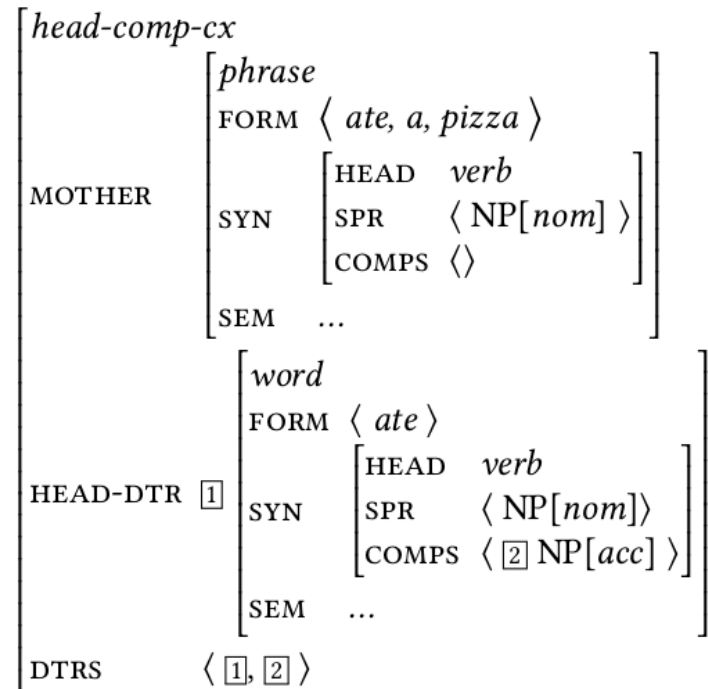 head-comp-cx
phrase
FORM ⟨ ate, a, pizza ⟩
HEAD verb
MOTHER SYN SPR ⟨ NP[nom] ⟩
COMPS ⟨⟩
SEM ...
word
FORM ⟨ ate ⟩
HEAD verb
HEAD-DTR 1 SYN SPR ⟨ NP[nom]⟩
COMPS ⟨ 2 NP[acc] ⟩
SEM ...
DTRS ⟨ 1, 2 ⟩